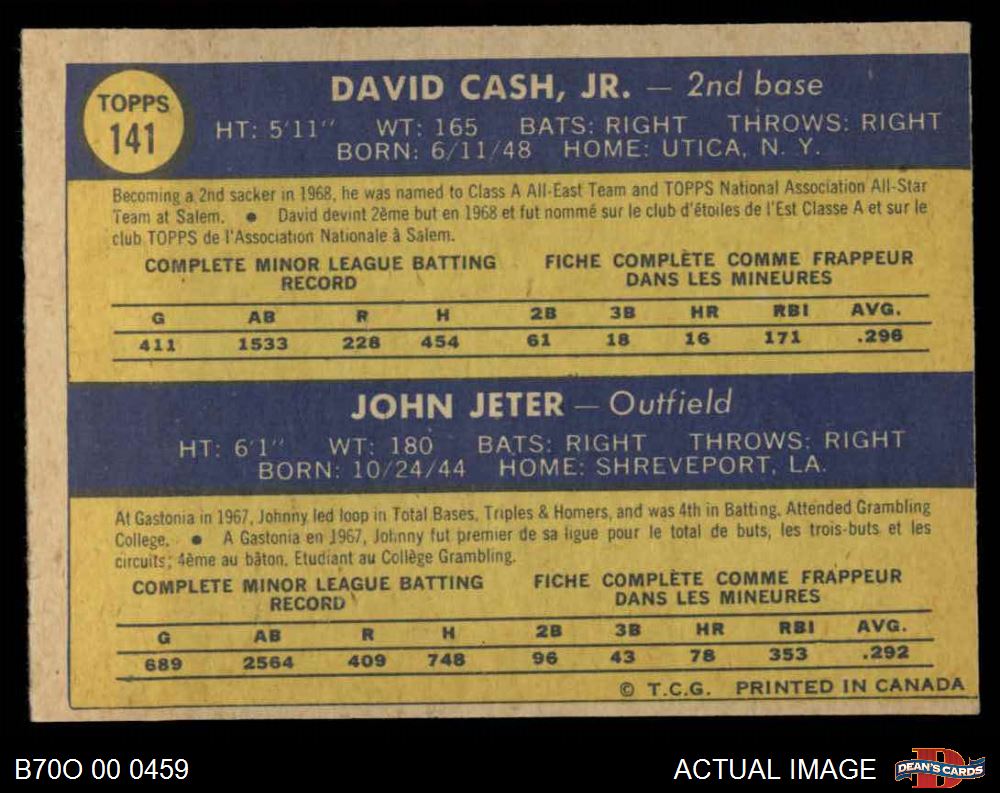 TOPPS
141
DAVID CASH, JR. — 2nd base
HT: 5'11" WT: 165 BATS: RIGHT THROWS: RIGHT
BORN: 6/11/48 HOME: UTICA, N. Y.
Becoming a 2nd sacker in 1968, he was named to Class A All-East Team and TOPPS National Association All-Star
Team at Salem. ● David devint 2ème but en 1968 et fut nommé sur le club d'étoiles de l'Est Classe A et sur le
club TOPPS de l'Association Nationale à Salem.
COMPLETE MINOR LEAGUE BATTING FICHE COMPLÈTE COMME FRAPPEUR
RECORD DANS LES MINEURES
G AB R H 2B 3B HR RBI AVG.
411 1533 228 454 61 18 16 171 .296
JOHN JETER — Outfield
HT: 6'1" WT: 180 BATS: RIGHT THROWS: RIGHT
BORN: 10/24/44 HOME: SHREVEPORT, LA.
At Gastonia in 1967, Johnny led loop in Total Bases, Triples & Homers, and was 4th in Batting. Attended Grambling
College. ● A Gastonia en 1967, Johnny fut premier de sa ligue pour le total de buts, les trois-buts et les
circuits; 4ème au bâton. Etudiant au Collège Grambling.
COMPLETE MINOR LEAGUE BATTING FICHE COMPLÈTE COMME FRAPPEUR
RECORD DANS LES MINEURES
G AB R H 2B 3B HR RBI AVG.
689 2564 409 748 96 43 78 353 .292
© T.C.G. PRINTED IN CANADA
B70O 00 0459 ACTUAL IMAGE DEAN'S CARDS